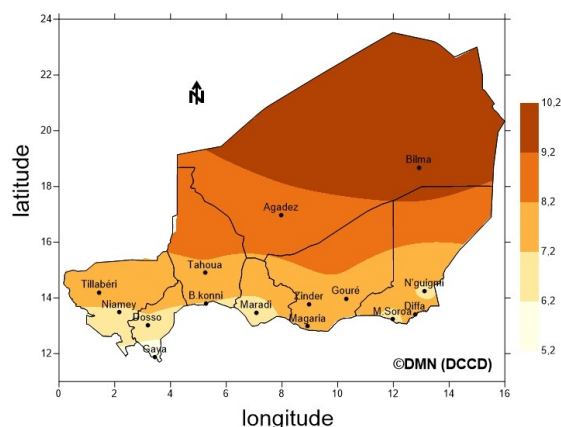 24
22
20
18
16
14
12
latitude
N
Bilma
Agadez
Tahoua
Tillabéri
Niamey
Dosso
Gaya
B.konni
Maradi
Zinder
Magaria
Gouré
N'guigmi
Diffa
M.Soroa
©DMN (DCCD)
0 2 4 6 8 10 12 14 16
longitude
10,2
9,2
8,2
7,2
6,2
5,2